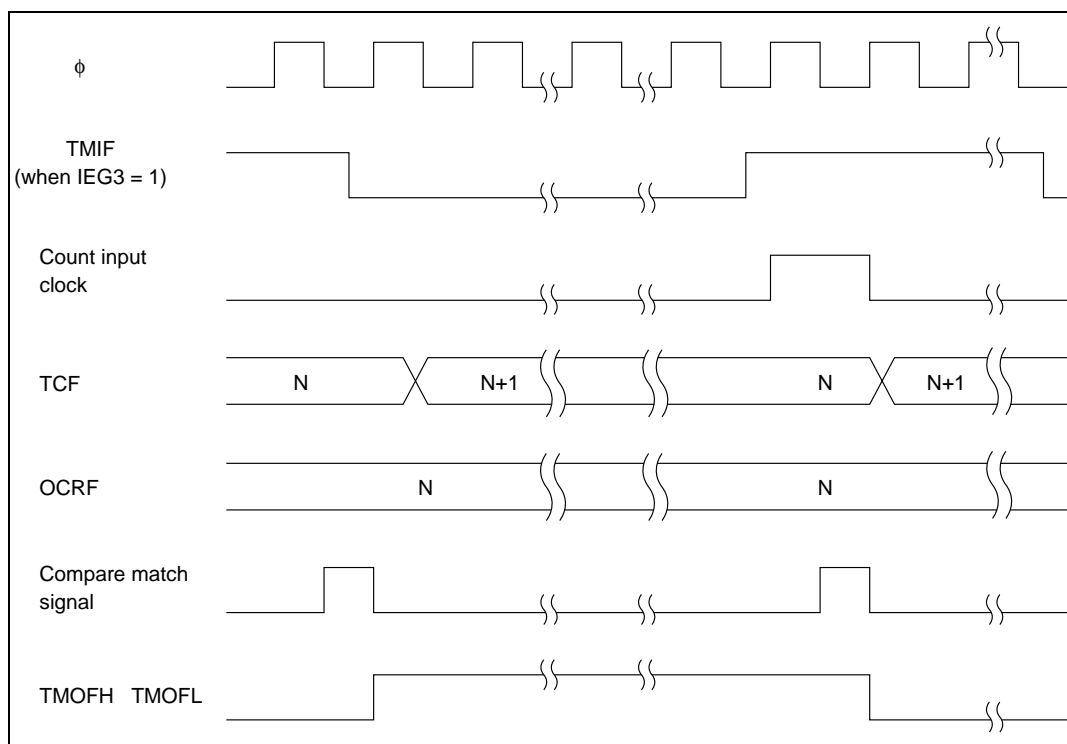 ϕ
TMIF
(when IEG3 = 1)
Count input
clock
TCF N N+1 N N+1
OCRF N N
Compare match
signal
TMOFH TMOFL